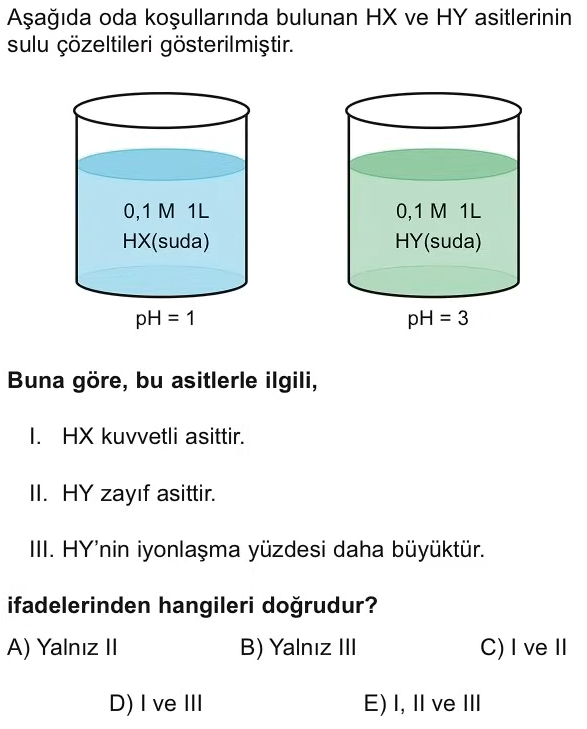 Aşağıda oda koşullarında bulunan HX ve HY asitlerinin
sulu çözeltileri gösterilmiştir.
0,1 M 1L
HX(suda)
pH = 1
0,1 M 1L
HY(suda)
pH = 3
Buna göre, bu asitlerle ilgili,
I. HX kuvvetli asittir.
II. HY zayıf asittir.
III. HY'nin iyonlaşma yüzdesi daha büyüktür.
ifadelerinden hangileri doğrudur?
A) Yalnız II B) Yalnız III C) I ve II
D) I ve III E) I, II ve III